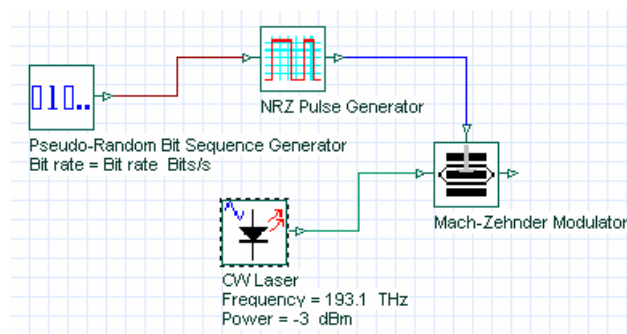 NRZ Pulse Generator
Pseudo-Random Bit Sequence Generator
Bit rate = Bit rate  Bits/s
Mach-Zehnder Modulator
CW Laser
Frequency = 193.1  THz
Power = -3  dBm